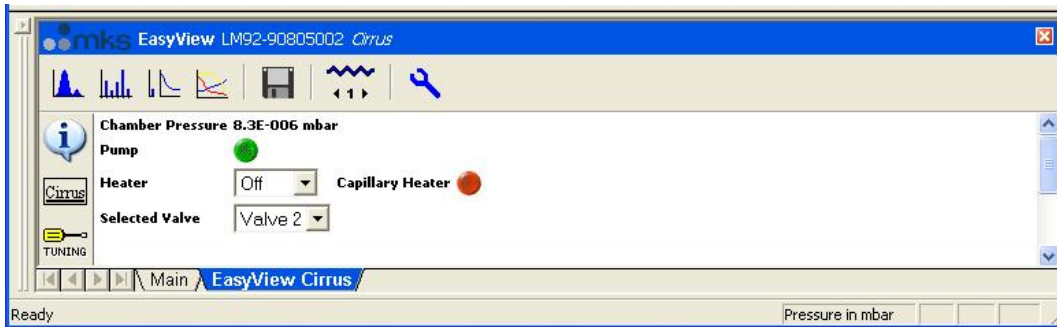 mks EasyView LM92-90805002 Cirrus
1
Chamber Pressure 8.3E-006 mbar
Pump
Heater Off Capillary Heater
Cirrus
Selected Valve Valve 2
TUNING
Main EasyView Cirrus
Ready Pressure in mbar